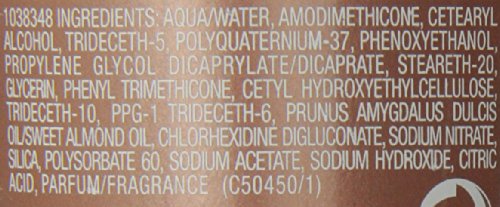 1038348 INGREDIENTS: AQUA/WATER, AMODIMETHICONE, CETEARYL
ALCOHOL, TRIDECETH-5, POLYQUATERNIUM-37, PHENOXYETHANOL,
PROPYLENE GLYCOL DICAPRYLATE/DICAPRATE, STEARETH-20,
GLYCERIN, PHENYL TRIMETHICONE, CETYL HYDROXYETHYLCELLULOSE,
TRIDECETH-10, PPG-1 TRIDECETH-6, PRUNUS AMYGDALUS DULCIS
OIL/SWEET ALMOND OIL, CHLORHEXIDINE DIGLUCONATE, SODIUM NITRATE,
SILICA, POLYSORBATE 60, SODIUM ACETATE, SODIUM HYDROXIDE, CITRIC
ACID, PARFUM/FRAGRANCE (C50450/1)